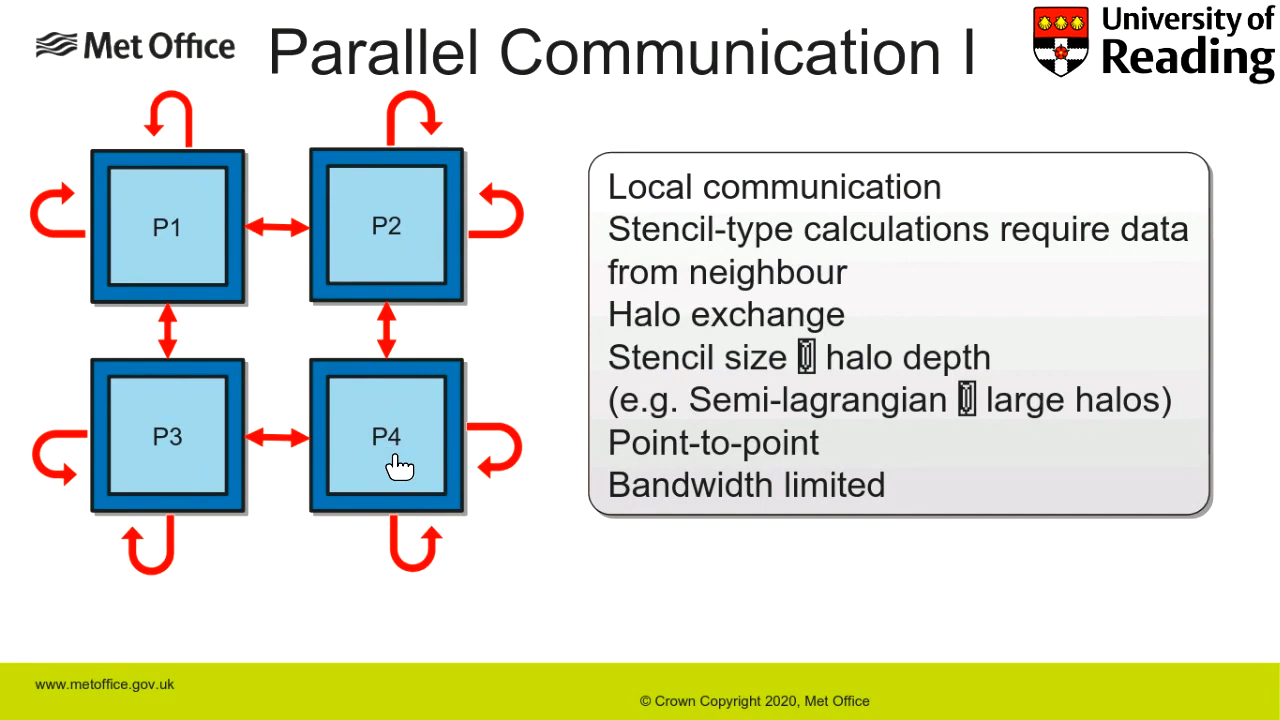 Met Office
Parallel Communication I
University of
Reading
P1
P2
P3
P4
Local communication
Stencil-type calculations require data
from neighbour
Halo exchange
Stencil size halo depth
(e.g. Semi-lagrangian large halos)
Point-to-point
Bandwidth limited
www.metoffice.gov.uk
© Crown Copyright 2020, Met Office